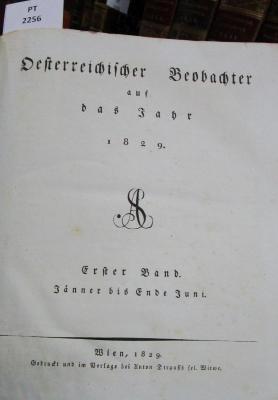 PT
2256
Oesterreichischer Beobachter
auf
das Jahr
1829.
AS
Erster Band.
Jänner bis Ende Juni.
Wien, 1829.
Gedruckt und im Verlage bei Anton Strauß's sel. Witwe.